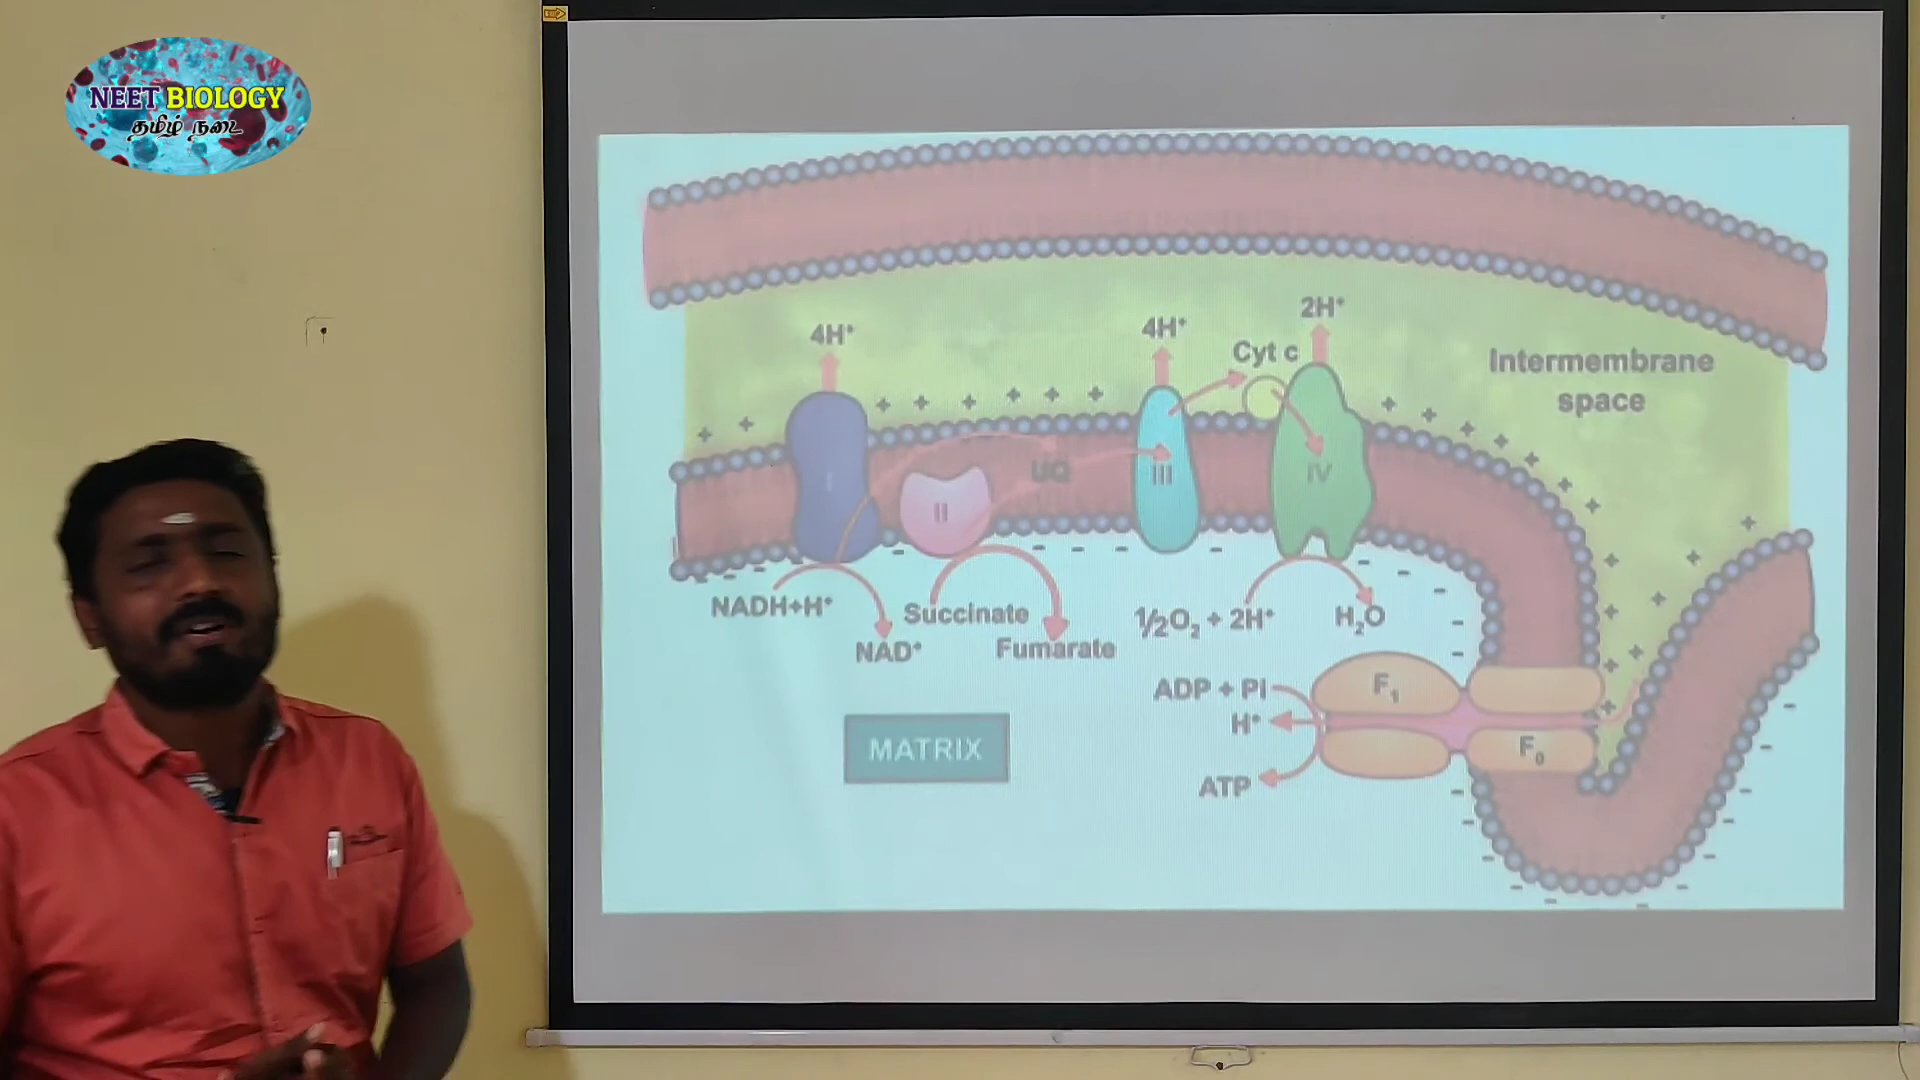 NEET BIOLOGY
தமிழ் நடை
4H⁺
4H⁺
2H⁺
Cyt c
Intermembrane
space
I
II
UQ
III
IV
NADH+H⁺
NAD⁺
Succinate
Fumarate
½O₂ + 2H⁺
H₂O
ADP + Pi
H⁺
ATP
F₁
F₀
MATRIX